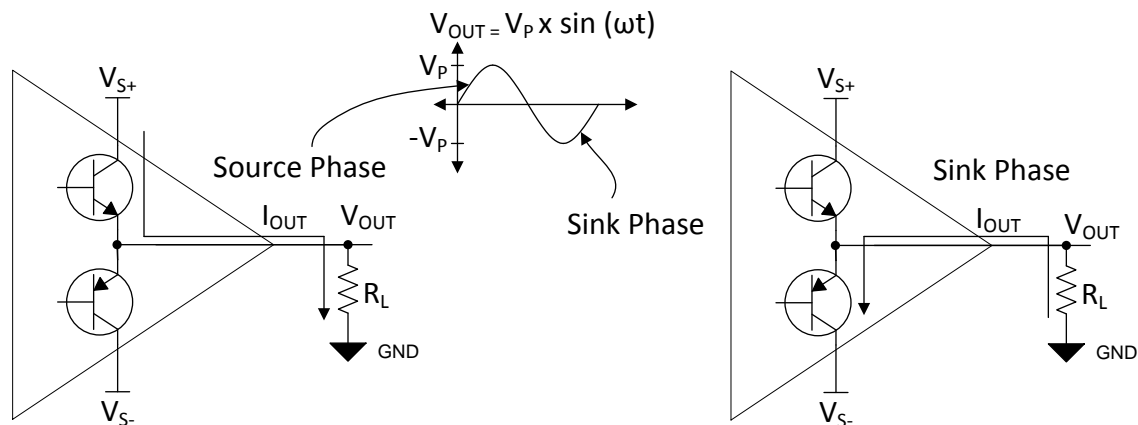 V_OUT = V_P x sin (ωt)
V_S+
V_P
-V_P
Source Phase
Sink Phase
I_OUT
V_OUT
R_L
GND
V_S-
V_S+
Sink Phase
I_OUT
V_OUT
R_L
GND
V_S-